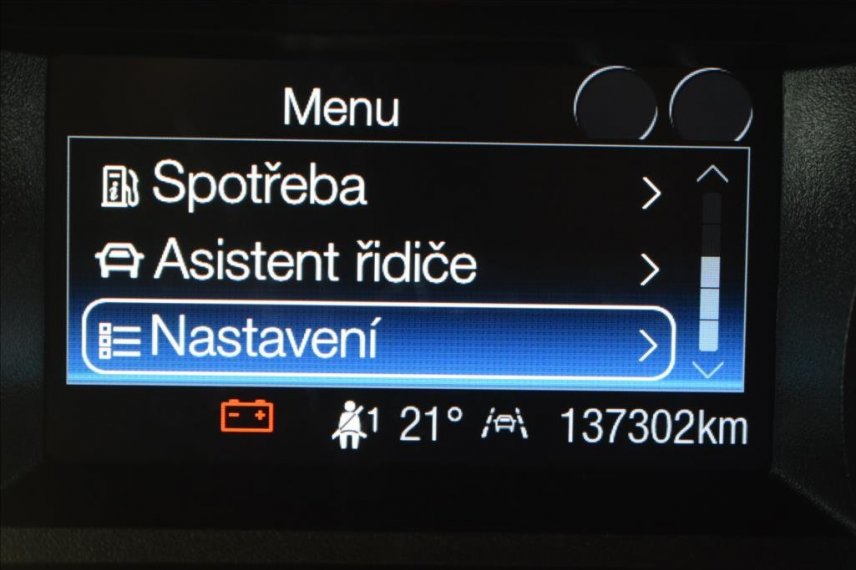 Menu
Spotřeba
Asistent řidiče
Nastavení
1 21° 137302km